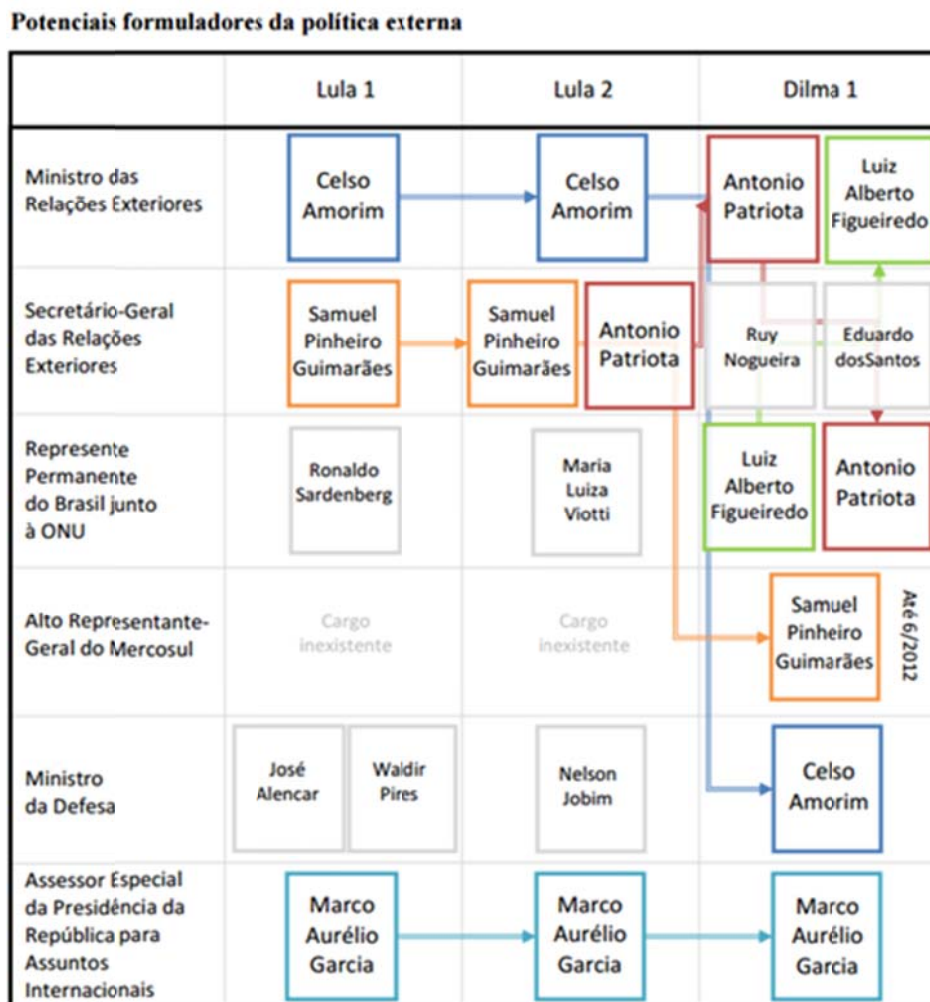 Potenciais formuladores da política externa
Lula 1
Lula 2
Dilma 1
Ministro das
Relações Exteriores
Celso
Amorim
Celso
Amorim
Antonio
Patriota
Luiz
Alberto
Figueiredo
Secretário-Geral
das Relações
Exteriores
Samuel
Pinheiro
Guimarães
Samuel
Pinheiro
Guimarães
Antonio
Patriota
Ruy
Nogueira
Eduardo
dosSantos
Represente
Permanente
do Brasil junto
à ONU
Ronaldo
Sardenberg
Maria
Luiza
Viotti
Luiz
Alberto
Figueiredo
Antonio
Patriota
Alto Representante-
Geral do Mercosul
Cargo
inexistente
Cargo
inexistente
Samuel
Pinheiro
Guimarães
Até 6/2012
Ministro
da Defesa
José
Alencar
Waldir
Pires
Nelson
Jobim
Celso
Amorim
Assessor Especial
da Presidência da
República para
Assuntos
Internacionais
Marco
Aurélio
Garcia
Marco
Aurélio
Garcia
Marco
Aurélio
Garcia